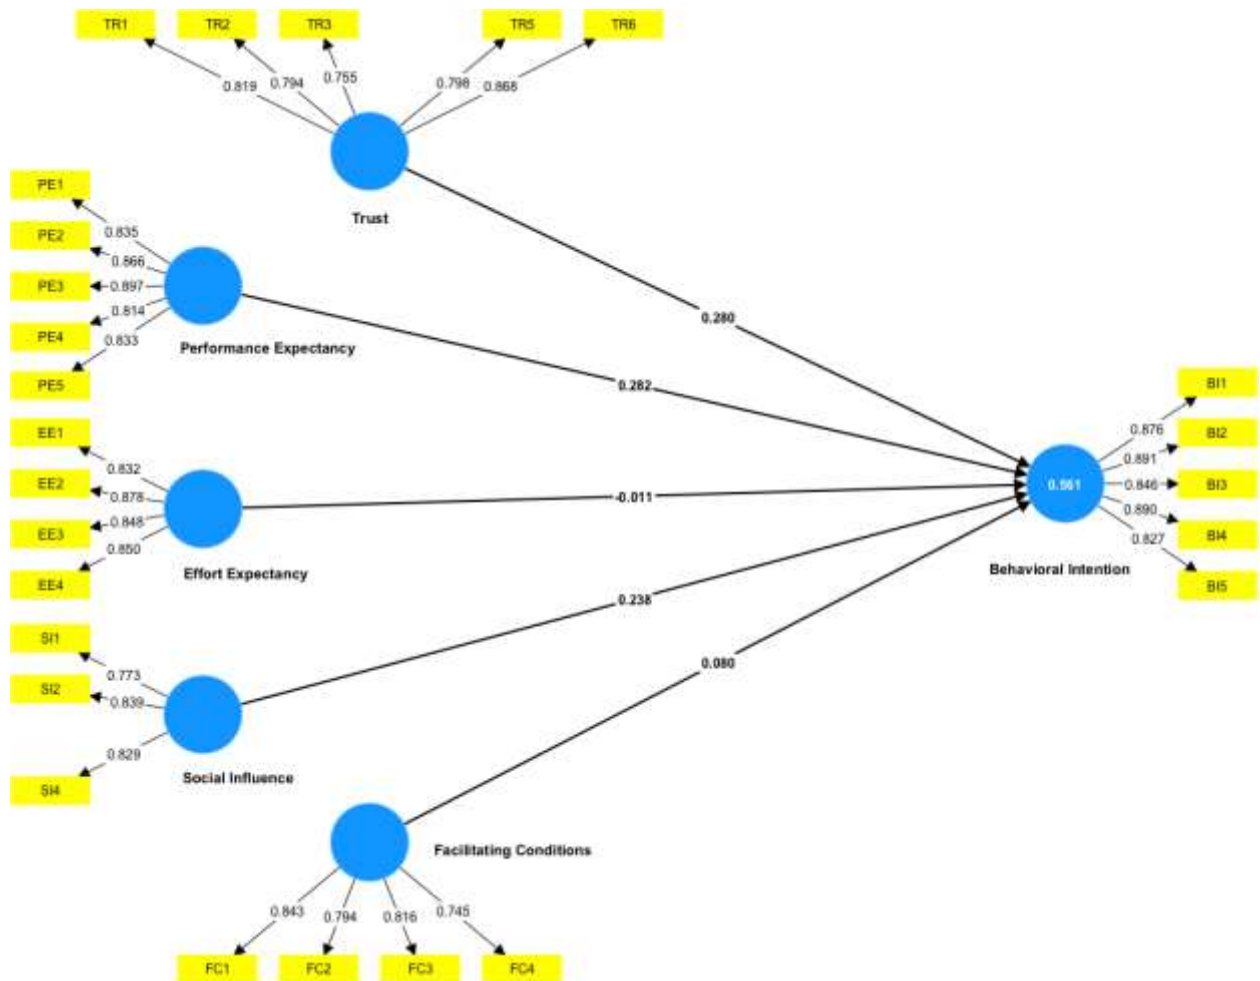 TR1 TR2 TR3 TR5 TR6
0.819 0.794 0.755 0.798 0.868
Trust
PE1
PE2
PE3
PE4
PE5
0.835
0.866
0.897
0.814
0.833
Performance Expectancy
EE1
EE2
EE3
EE4
0.832
0.878
0.848
0.850
Effort Expectancy
SI1
SI2
SI4
0.773
0.839
0.829
Social Influence
0.843 0.794 0.816 0.745
Facilitating Conditions
FC1 FC2 FC3 FC4
0.280
0.282
-0.011
0.238
0.080
0.561
Behavioral Intention
0.876
0.891
0.846
0.890
0.827
BI1
BI2
BI3
BI4
BI5